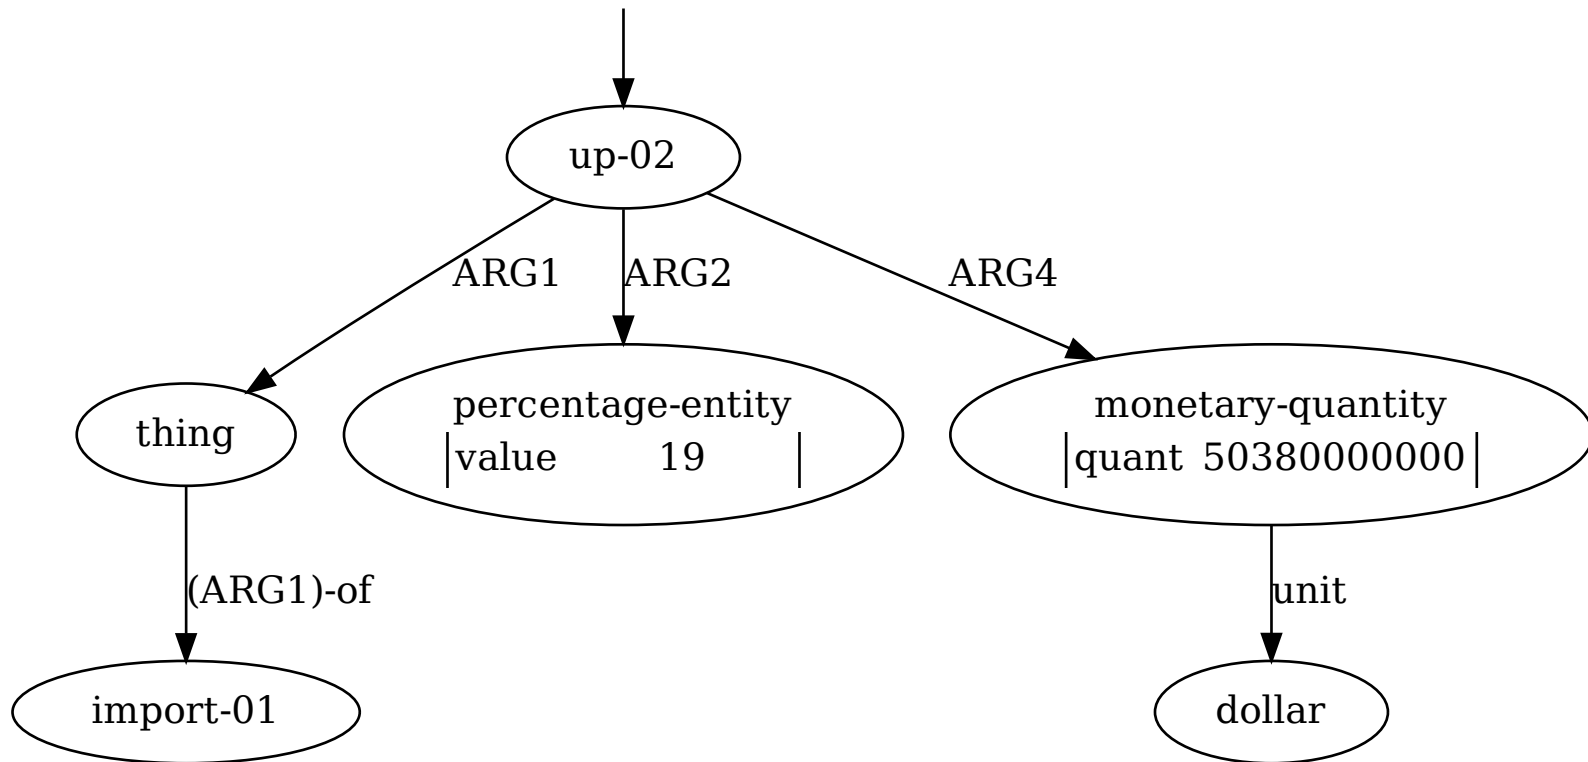 up-02
ARG1
ARG2
ARG4
thing
percentage-entity
value 19
monetary-quantity
quant 50380000000
(ARG1)-of
unit
import-01
dollar